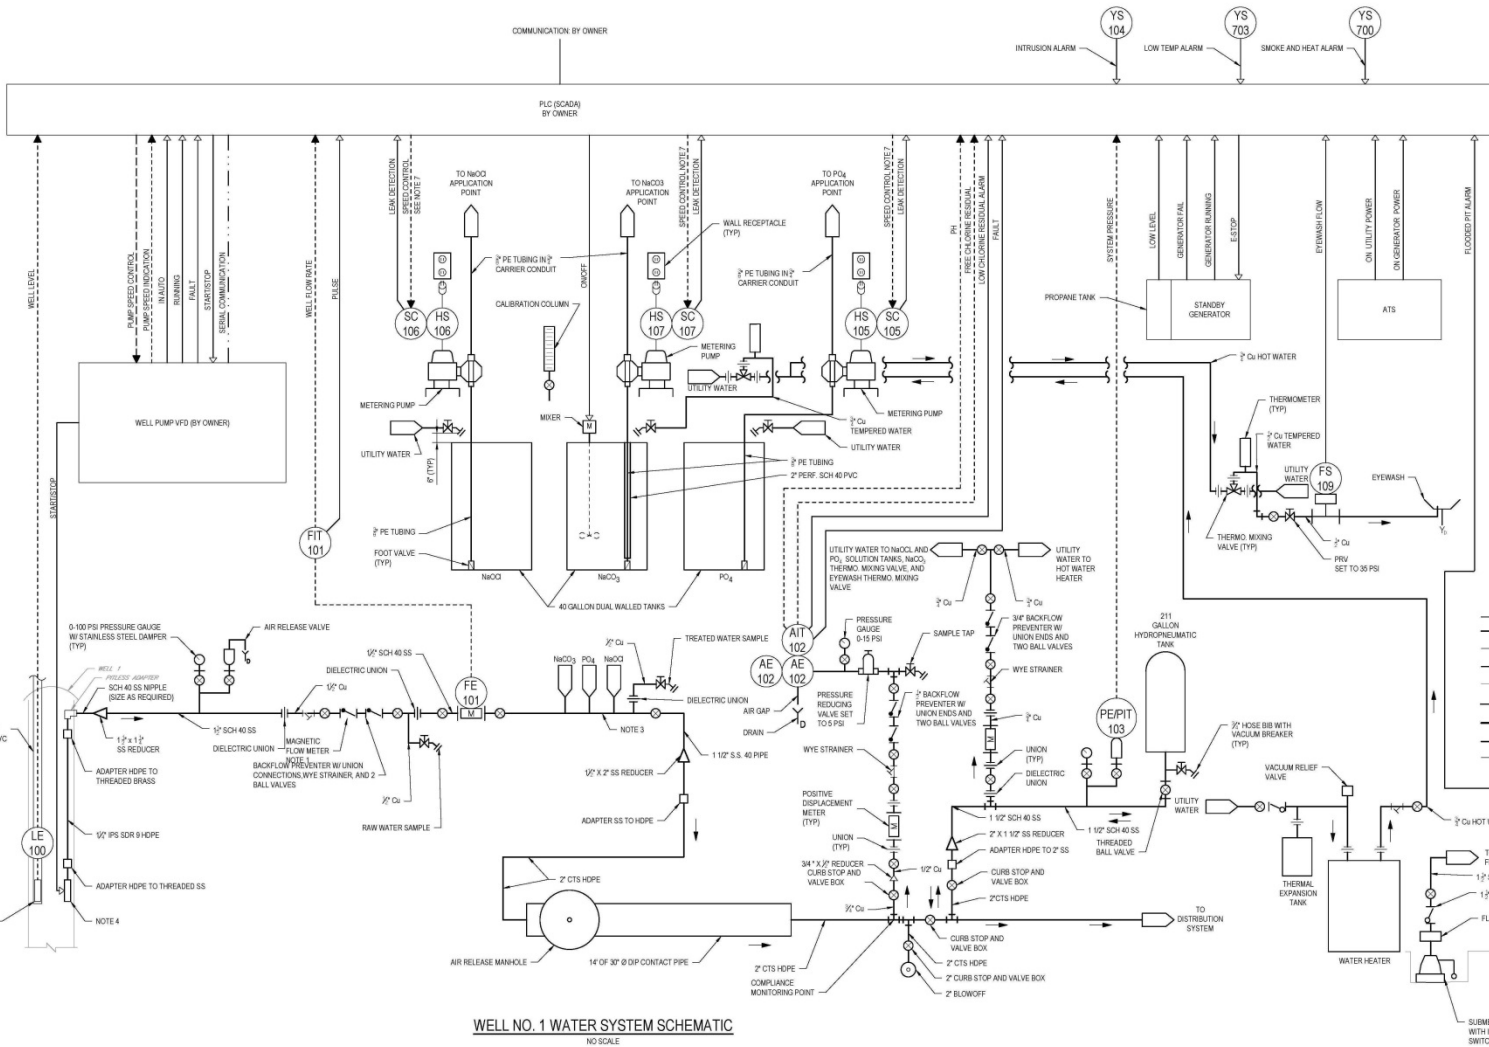 COMMUNICATION: BY OWNER
YS
104
YS
703
YS
700
INTRUSION ALARM
LOW TEMP ALARM
SMOKE AND HEAT ALARM
PLC (SCADA)
BY OWNER
WELL LEVEL
PUMP SPEED CONTROL
PUMP SPEED INDICATION
IN AUTO
RUNNING
FAULT
START/STOP
SERIAL COMMUNICATION
WELL FLOW RATE
PULSE
LEAK DETECTION
SPEED CONTROL
SEE NOTE 7
TO NaOCl
APPLICATION
POINT
ON/OFF
TO NaCO3
APPLICATION
POINT
SPEED CONTROL NOTE 7
LEAK DETECTION
WALL RECEPTACLE
(TYP)
TO PO4
APPLICATION
POINT
SPEED CONTROL NOTE 7
LEAK DETECTION
PH
FREE CHLORINE RESIDUAL
LOW CHLORINE RESIDUAL ALARM
FAULT
SYSTEM PRESSURE
LOW LEVEL
GENERATOR FAIL
GENERATOR RUNNING
E-STOP
EYEWASH FLOW
ON UTILITY POWER
ON GENERATOR POWER
FLOODED PIT ALARM
PE TUBING IN
CARRIER CONDUIT
PE TUBING IN
CARRIER CONDUIT
CALIBRATION COLUMN
SC
106
HS
106
HS
107
SC
107
HS
105
SC
105
METERING
PUMP
PROPANE TANK
STANDBY
GENERATOR
ATS
Cu HOT WATER
WELL PUMP VFD (BY OWNER)
METERING PUMP
MIXER
M
UTILITY WATER
METERING PUMP
Cu
TEMPERED WATER
UTILITY WATER
UTILITY WATER
6" (TYP)
PE TUBING
2" PERF. SCH 40 PVC
THERMOMETER
(TYP)
Cu TEMPERED
WATER
UTILITY
WATER
FS
109
EYEWASH
START/STOP
PE TUBING
FOOT VALVE
(TYP)
NaOCl
NaCO3
PO4
40 GALLON DUAL WALLED TANKS
FIT
101
THERMO. MIXING
VALVE (TYP)
Cu
PRV
SET TO 35 PSI
UTILITY WATER TO NaOCL AND
PO4 SOLUTION TANKS, NaCO3
THERMO. MIXING VALVE, AND
EYEWASH THERMO. MIXING
VALVE
UTILITY
WATER TO
HOT WATER
HEATER
Cu
Cu
0-100 PSI PRESSURE GAUGE
W/ STAINLESS STEEL DAMPER
(TYP)
AIR RELEASE VALVE
WELL 1
PITLESS ADAPTER
SCH 40 SS NIPPLE
(SIZE AS REQUIRED)
DIELECTRIC UNION
Cu
SCH 40 SS
FE
101
M
NaCO3
PO4
NaOCl
Cu
TREATED WATER SAMPLE
DIELECTRIC UNION
AIT
102
AE
102
AE
102
PRESSURE
GAUGE
0-15 PSI
SAMPLE TAP
3/4" BACKFLOW
PREVENTER W/
UNION ENDS AND
TWO BALL VALVES
WYE STRAINER
211
GALLON
HYDROPNEUMATIC
TANK
AIR GAP
DRAIN
D
PRESSURE
REDUCING
VALVE SET
TO 5 PSI
BACKFLOW
PREVENTER W/
UNION ENDS AND
TWO BALL VALVES
Cu
PE/PIT
103
HOSE BIB WITH
VACUUM BREAKER
(TYP)
SS REDUCER
SCH 40 SS
DIELECTRIC UNION
MAGNETIC
FLOW METER
NOTE 1
BACKFLOW PREVENTER W/ UNION
CONNECTIONS, WYE STRAINER, AND 2
BALL VALVES
Cu
RAW WATER SAMPLE
NOTE 3
1 1/2" S.S. 40 PIPE
X 2" SS REDUCER
ADAPTER SS TO HDPE
ADAPTER HDPE TO
THREADED BRASS
WYE STRAINER
M
UNION
(TYP)
DIELECTRIC
UNION
VACUUM RELIEF
VALVE
POSITIVE
DISPLACEMENT
METER
(TYP)
M
UNION
(TYP)
1 1/2" SCH 40 SS
2" X 1 1/2" SS REDUCER
ADAPTER HDPE TO 2" SS
1 1/2" SCH 40 SS
THREADED
BALL VALVE
UTILITY
WATER
LE
100
IPS SDR 9 HDPE
ADAPTER HDPE TO THREADED SS
NOTE 4
2" CTS HDPE
REDUCER
CURB STOP AND
VALVE BOX
1/2" Cu
Cu
CURB STOP AND
VALVE BOX
2"CTS HDPE
THERMAL
EXPANSION
TANK
TO
DISTRIBUTION
SYSTEM
WATER HEATER
AIR RELEASE MANHOLE
14' OF 30" Ø DIP CONTACT PIPE
2" CTS HDPE
COMPLIANCE
MONITORING POINT
CURB STOP AND
VALVE BOX
2" CTS HDPE
2" CURB STOP AND VALVE BOX
2" BLOWOFF
WELL NO. 1 WATER SYSTEM SCHEMATIC
NO SCALE